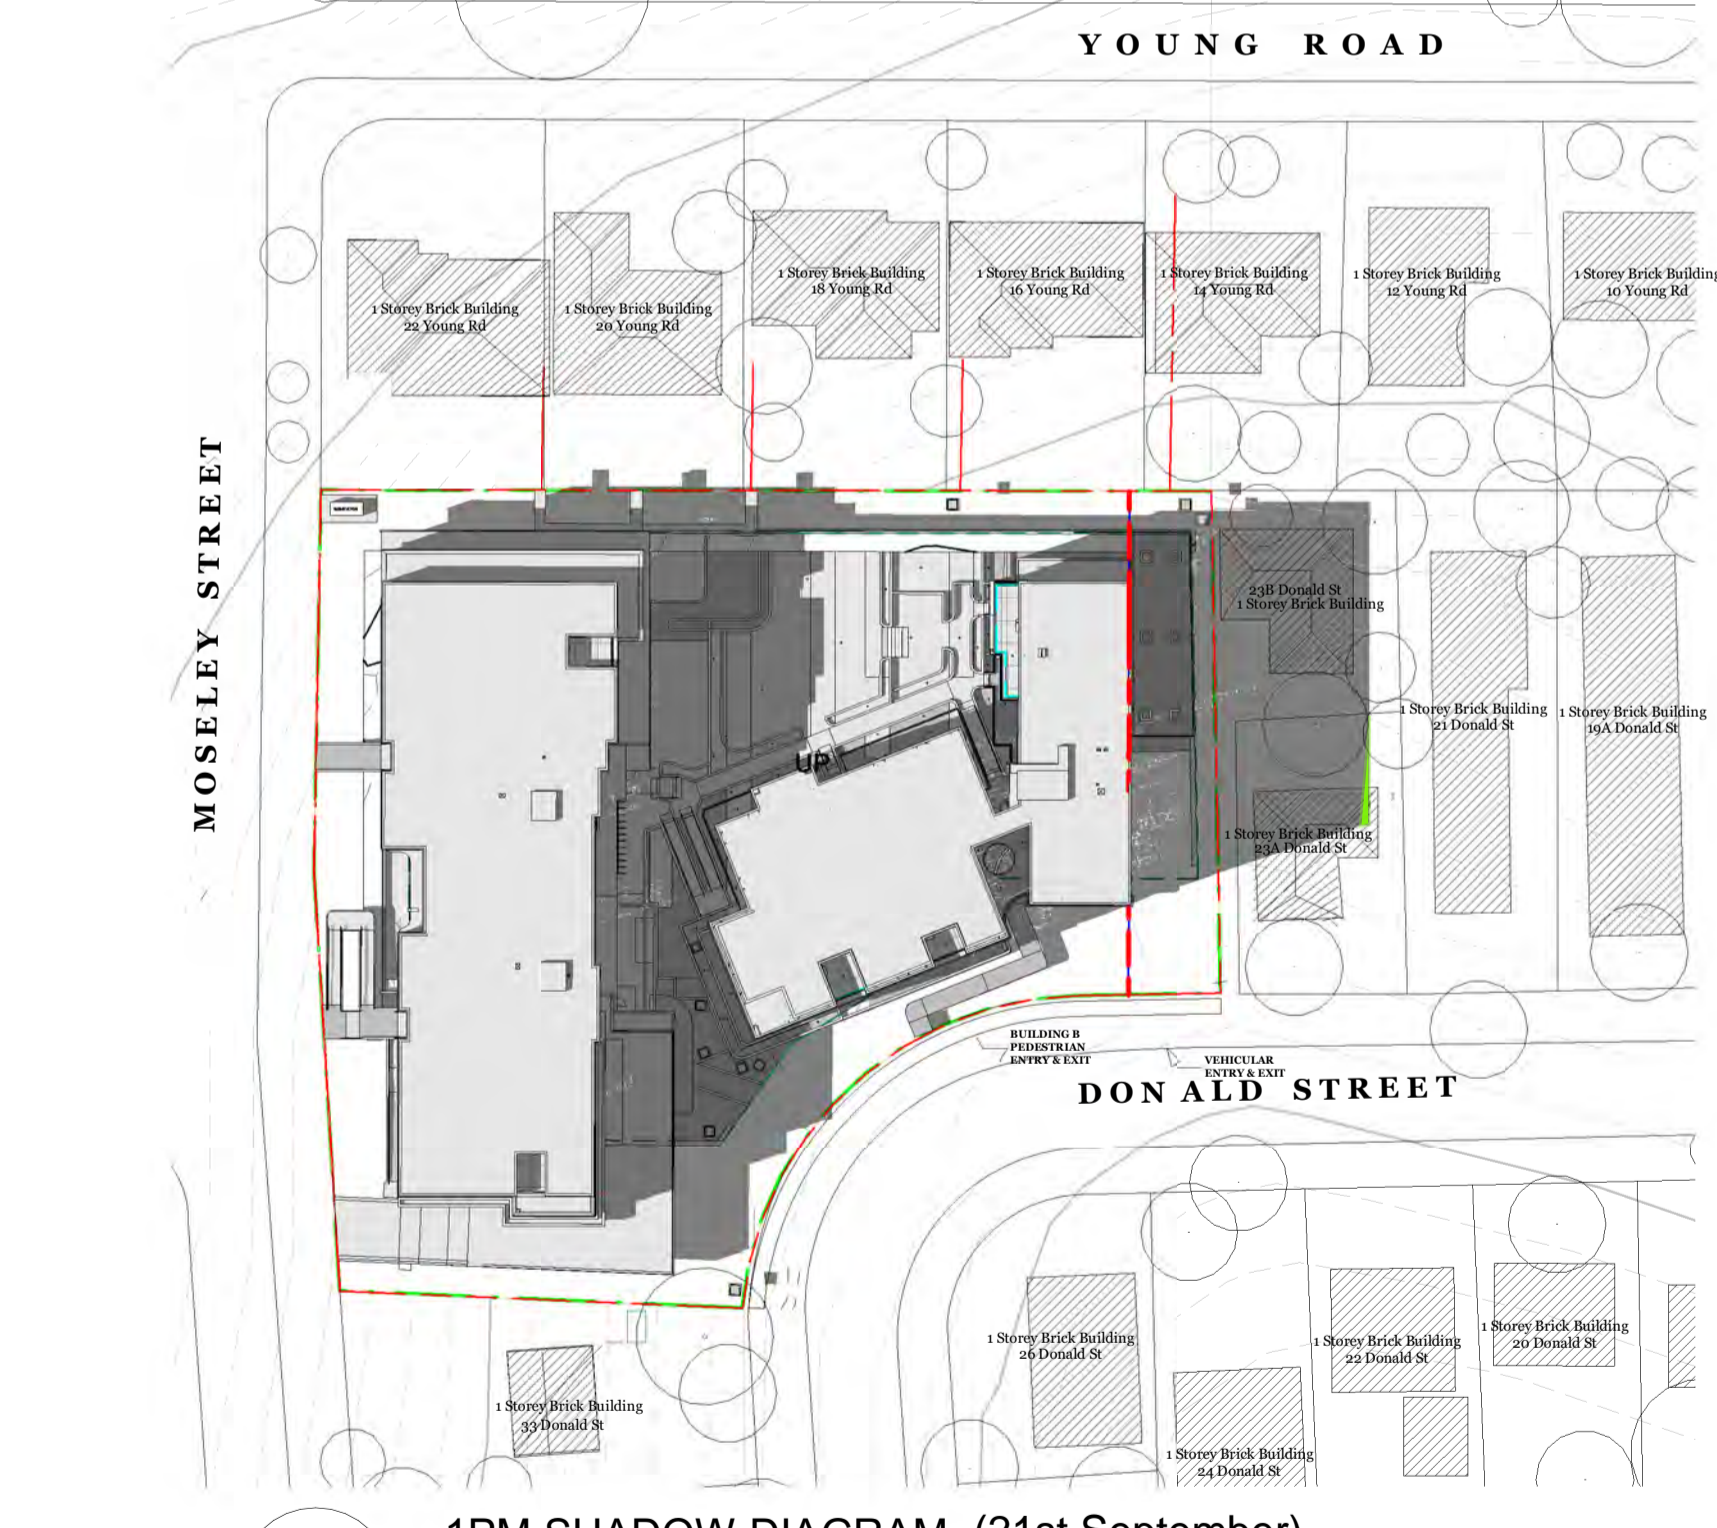 YOUNG ROAD
1 Storey Brick Building
22 Young Rd
1 Storey Brick Building
20 Young Rd
1 Storey Brick Building
18 Young Rd
1 Storey Brick Building
16 Young Rd
1 Storey Brick Building
14 Young Rd
1 Storey Brick Building
12 Young Rd
1 Storey Brick Building
10 Young Rd
MOSELEY STREET
23B Donald St
1 Storey Brick Building
1 Storey Brick Building
21 Donald St
1 Storey Brick Building
19A Donald St
UP
1 Storey Brick Building
23A Donald St
BUILDING B
PEDESTRIAN
ENTRY & EXIT
VEHICULAR
ENTRY & EXIT
DONALD STREET
1 Storey Brick Building
26 Donald St
1 Storey Brick Building
22 Donald St
1 Storey Brick Building
20 Donald St
1 Storey Brick Building
33 Donald St
1 Storey Brick Building
24 Donald St
1PM SHADOW DIAGRAM (21st September)